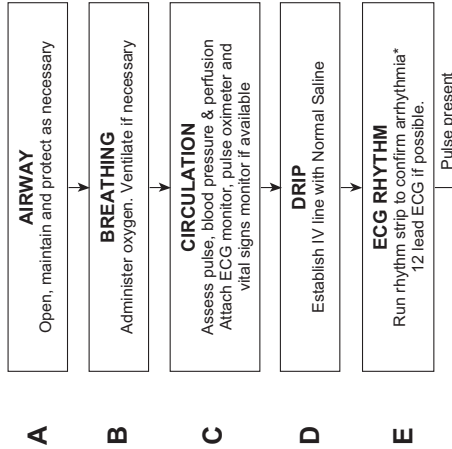 A
AIRWAY
Open, maintain and protect as necessary
B
BREATHING
Administer oxygen. Ventilate if necessary
C
CIRCULATION
Assess pulse, blood pressure & perfusion
Attach ECG monitor, pulse oximeter and
vital signs monitor if available
D
DRIP
Establish IV line with Normal Saline
E
ECG RHYTHM
Run rhythm strip to confirm arrhythmia*
12 lead ECG if possible.
Pulse present